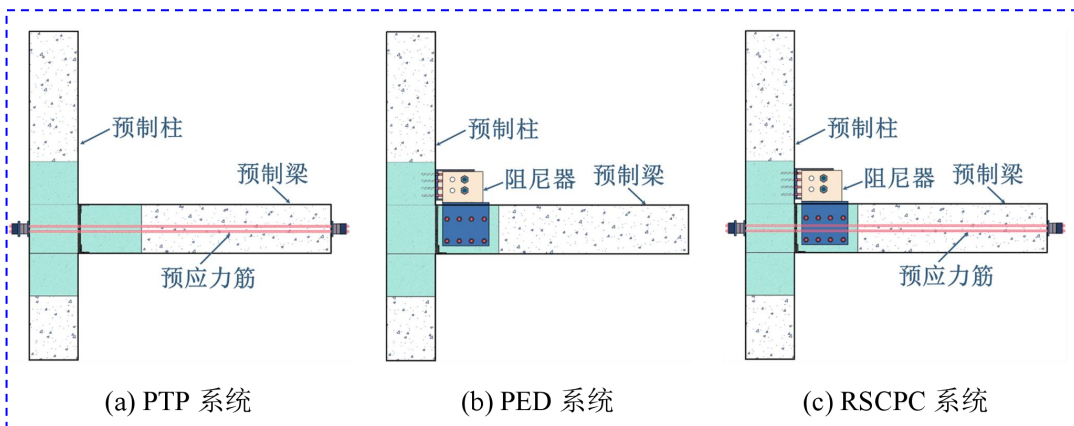 预制柱
预制梁
预应力筋
(a) PTP 系统
预制柱
阻尼器
预制梁
(b) PED 系统
预制柱
阻尼器
预制梁
预应力筋
(c) RSCPC 系统